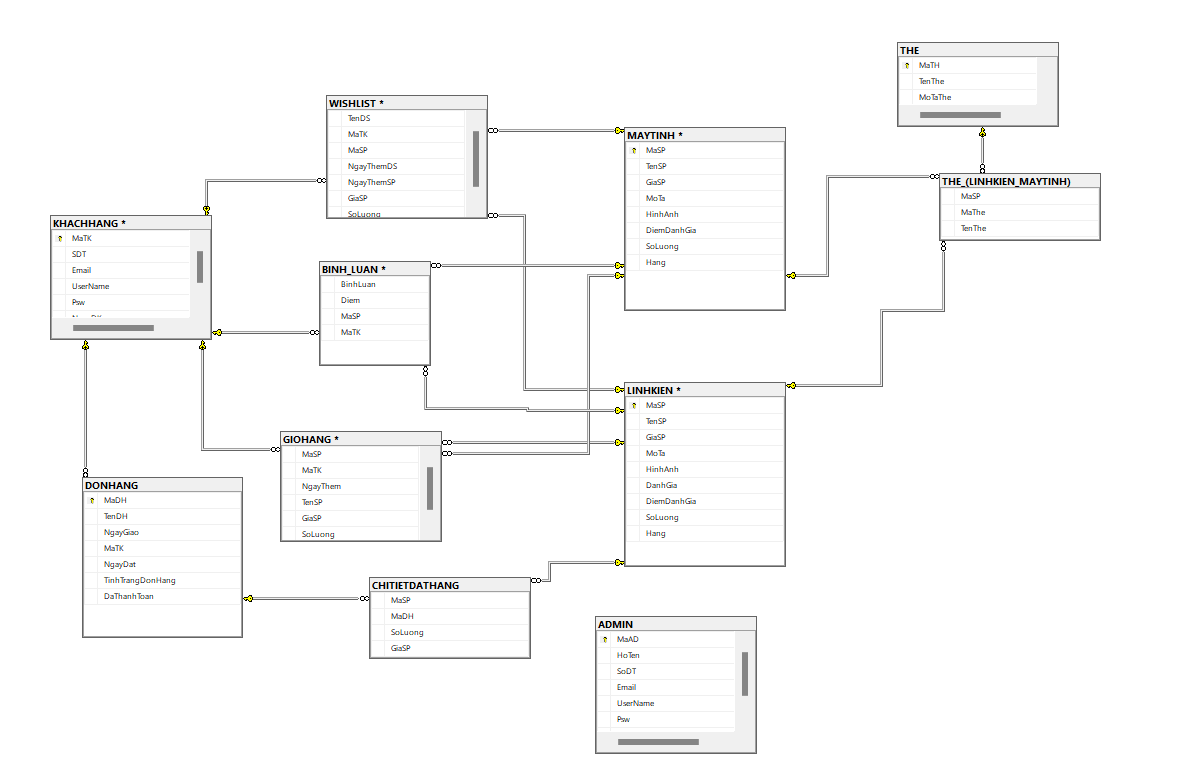 THE
MaTH
TenThe
MoTaThe
WISHLIST *
TenDS
MaTK
MaSP
NgayThemDS
NgayThemSP
GiaSP
SoLuong
MAYTINH *
MaSP
TenSP
GiaSP
MoTa
HinhAnh
DiemDanhGia
SoLuong
Hang
THE_(LINHKIEN_MAYTINH)
MaSP
MaThe
TenThe
KHACHHANG *
MaTK
SDT
Email
UserName
Psw
BINH_LUAN *
BinhLuan
Diem
MaSP
MaTK
LINHKIEN *
MaSP
TenSP
GiaSP
MoTa
HinhAnh
DanhGia
DiemDanhGia
SoLuong
Hang
GIOHANG *
MaSP
MaTK
NgayThem
TenSP
GiaSP
SoLuong
DONHANG
MaDH
TenDH
NgayGiao
MaTK
NgayDat
TinhTrangDonHang
DaThanhToan
CHITIETDATHANG
MaSP
MaDH
SoLuong
GiaSP
ADMIN
MaAD
HoTen
SoDT
Email
UserName
Psw